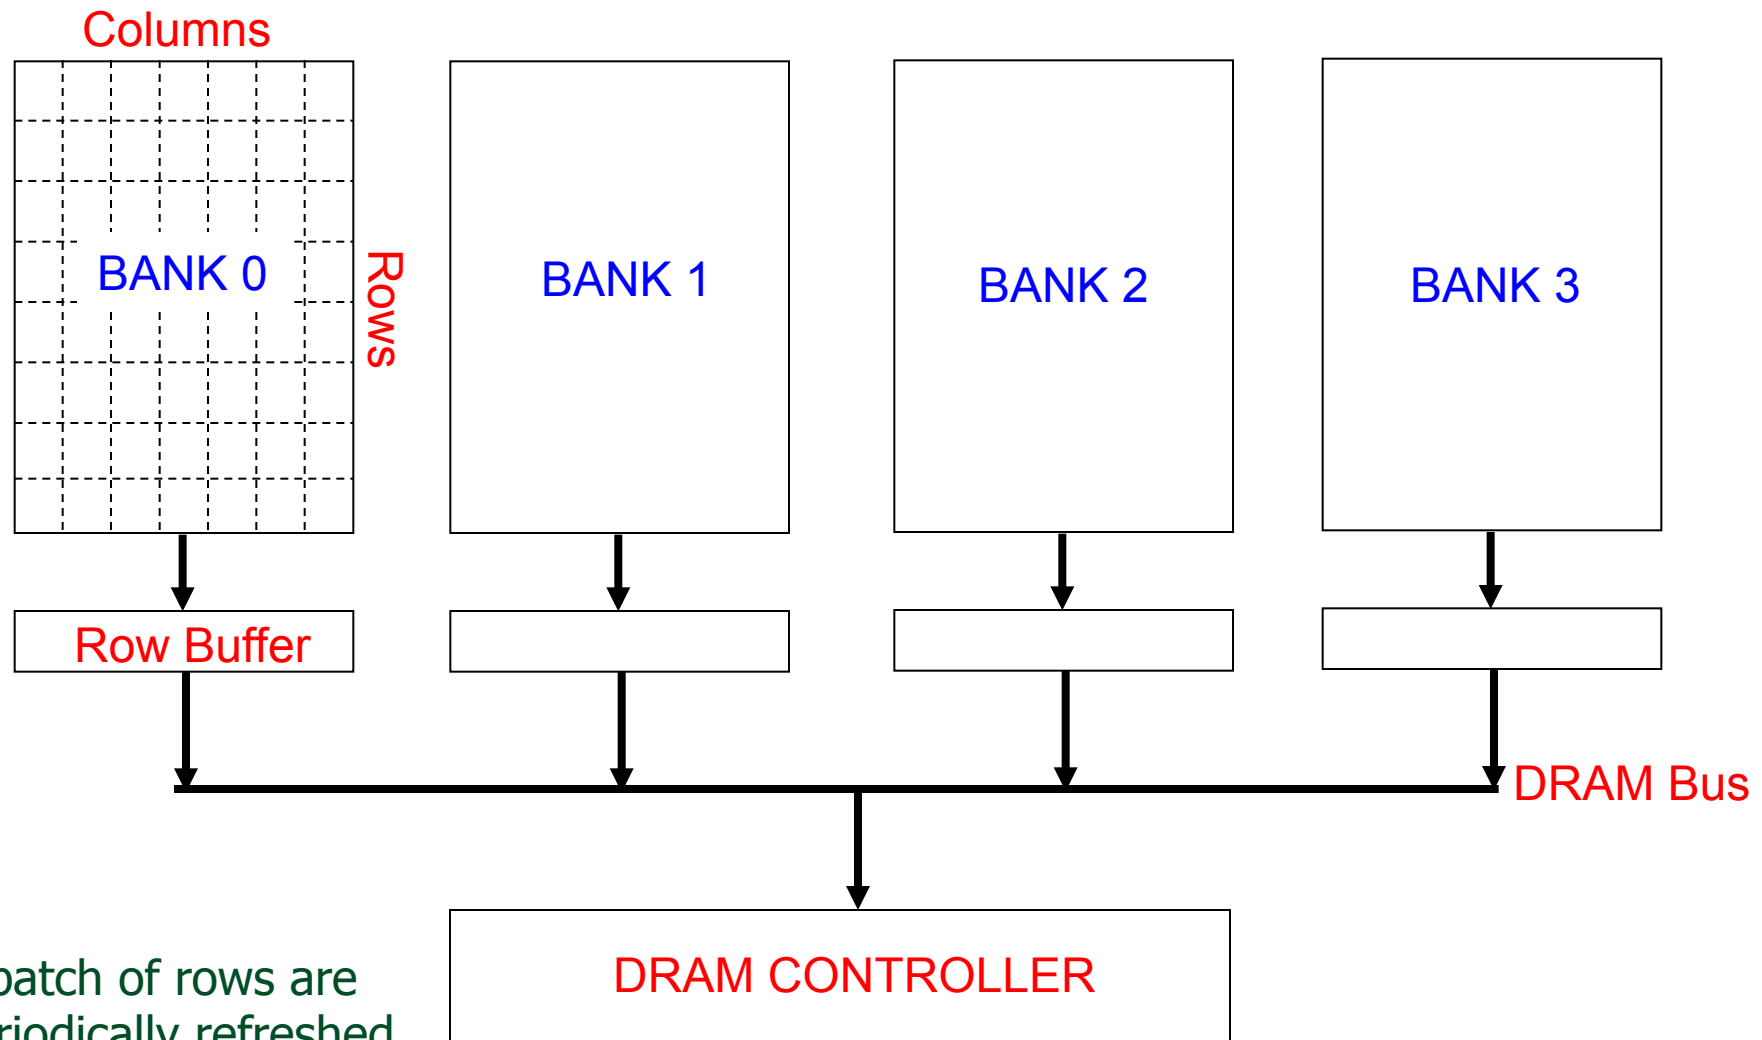 Columns
BANK 0
Rows
BANK 1
BANK 2
BANK 3
Row Buffer
DRAM Bus
DRAM CONTROLLER
batch of rows are
refreshed